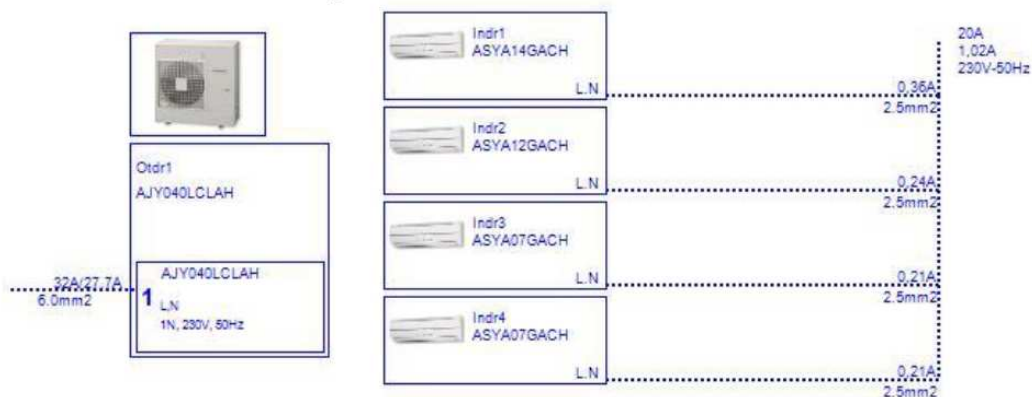 Otdr1
AJY040LCLAH
32A/27.7A
6.0mm2
AJY040LCLAH
1
L,N
1N, 230V, 50Hz
Indr1
ASYA14GACH
L.N
0,36A
2.5mm2
Indr2
ASYA12GACH
L.N
0,24A
2.5mm2
Indr3
ASYA07GACH
L.N
0,21A
2.5mm2
Indr4
ASYA07GACH
L.N
0,21A
2.5mm2
20A
1,02A
230V-50Hz